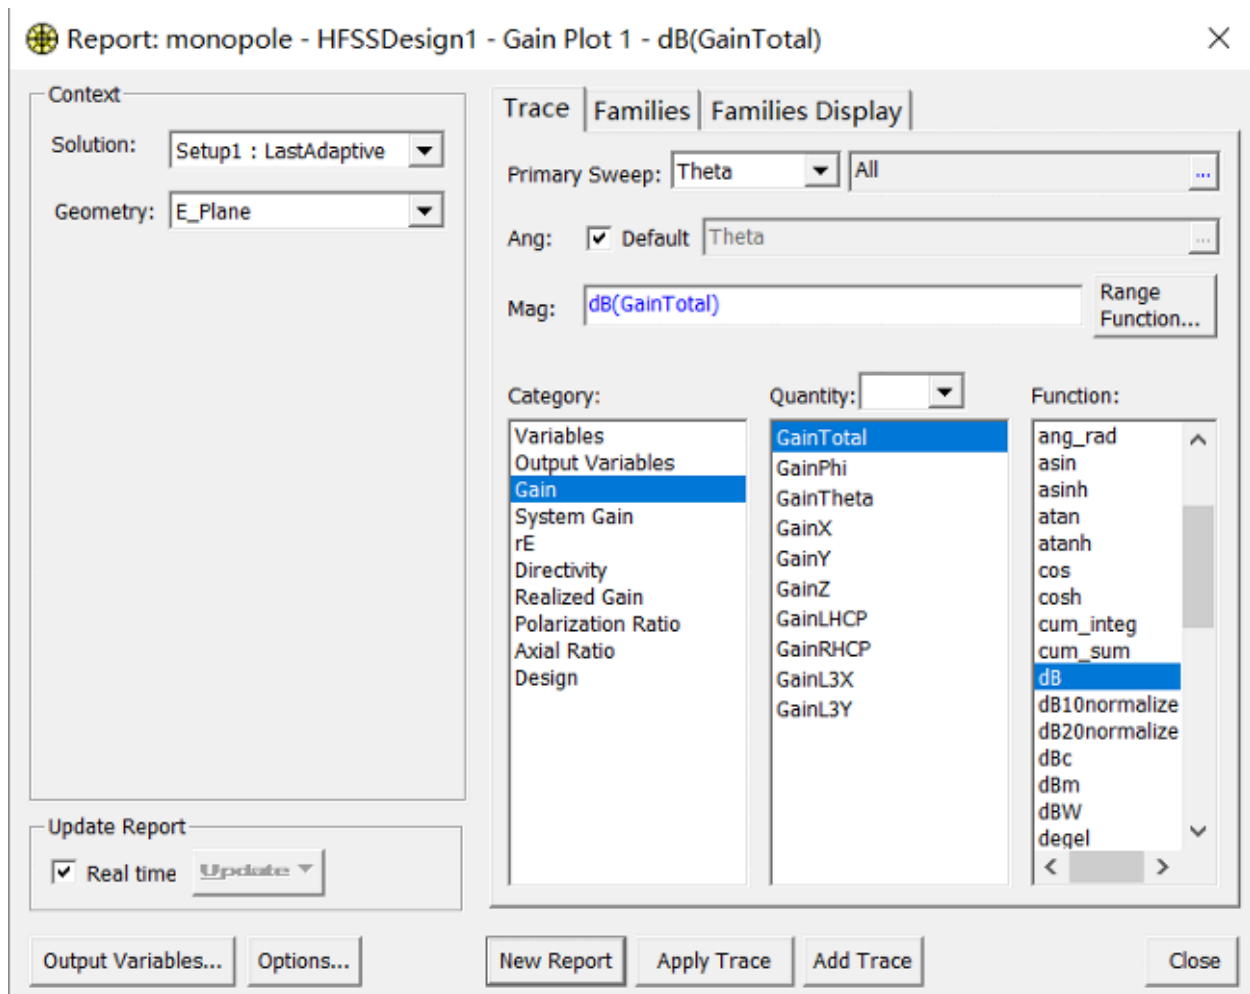 Report: monopole - HFSSDesign1 - Gain Plot 1 - dB(GainTotal)
Context
Solution: Setup1 : LastAdaptive
Geometry: E_Plane
Update Report
Real time Update
Trace Families Families Display
Primary Sweep: Theta All ...
Ang: Default Theta ...
Mag: dB(GainTotal) Range Function...
Category:
Variables
Output Variables
Gain
System Gain
rE
Directivity
Realized Gain
Polarization Ratio
Axial Ratio
Design
Quantity:
GainTotal
GainPhi
GainTheta
GainX
GainY
GainZ
GainLHCP
GainRHCP
GainL3X
GainL3Y
Function:
ang_rad
asin
asinh
atan
atanh
cos
cosh
cum_integ
cum_sum
dB
dB10normalize
dB20normalize
dBc
dBm
dBW
degel
Output Variables... Options... New Report Apply Trace Add Trace Close